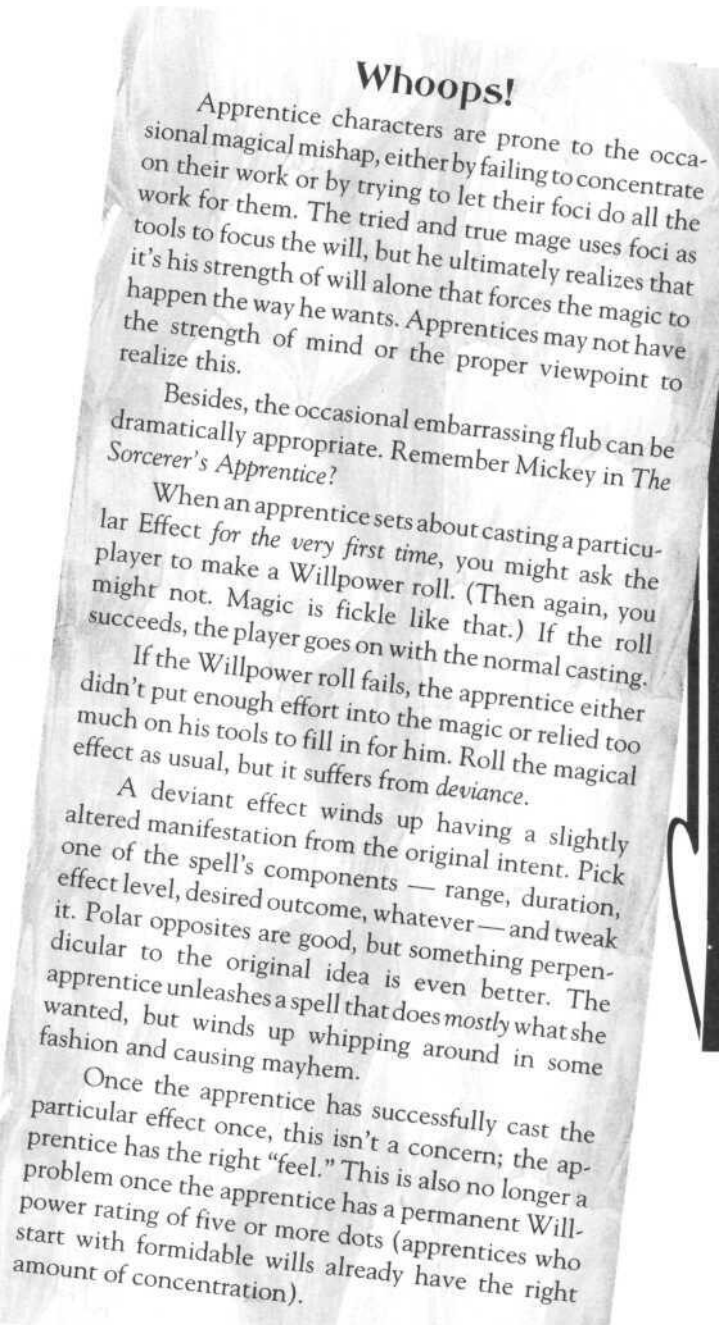 Whoops!
Apprentice characters are prone to the occa-
sional magical mishap, either by failing to concentrate
on their work or by trying to let their foci do all the
work for them. The tried and true mage uses foci as
tools to focus the will, but he ultimately realizes that
it's his strength of will alone that forces the magic to
happen the way he wants. Apprentices may not have
the strength of mind or the proper viewpoint to
realize this.
Besides, the occasional embarrassing flub can be
dramatically appropriate. Remember Mickey in The
Sorcerer's Apprentice?
When an apprentice sets about casting a particu-
lar Effect for the very first time, you might ask the
player to make a Willpower roll. (Then again, you
might not. Magic is fickle like that.) If the roll
succeeds, the player goes on with the normal casting.
If the Willpower roll fails, the apprentice either
didn't put enough effort into the magic or relied too
much on his tools to fill in for him. Roll the magical
effect as usual, but it suffers from deviance.
A deviant effect winds up having a slightly
altered manifestation from the original intent. Pick
one of the spell's components — range, duration,
effect level, desired outcome, whatever — and tweak
it. Polar opposites are good, but something perpen-
dicular to the original idea is even better. The
apprentice unleashes a spell that does mostly what she
wanted, but winds up whipping around in some
fashion and causing mayhem.
Once the apprentice has successfully cast the
particular effect once, this isn't a concern; the ap-
prentice has the right “feel.” This is also no longer a
problem once the apprentice has a permanent Will-
power rating of five or more dots (apprentices who
start with formidable wills already have the right
amount of concentration).